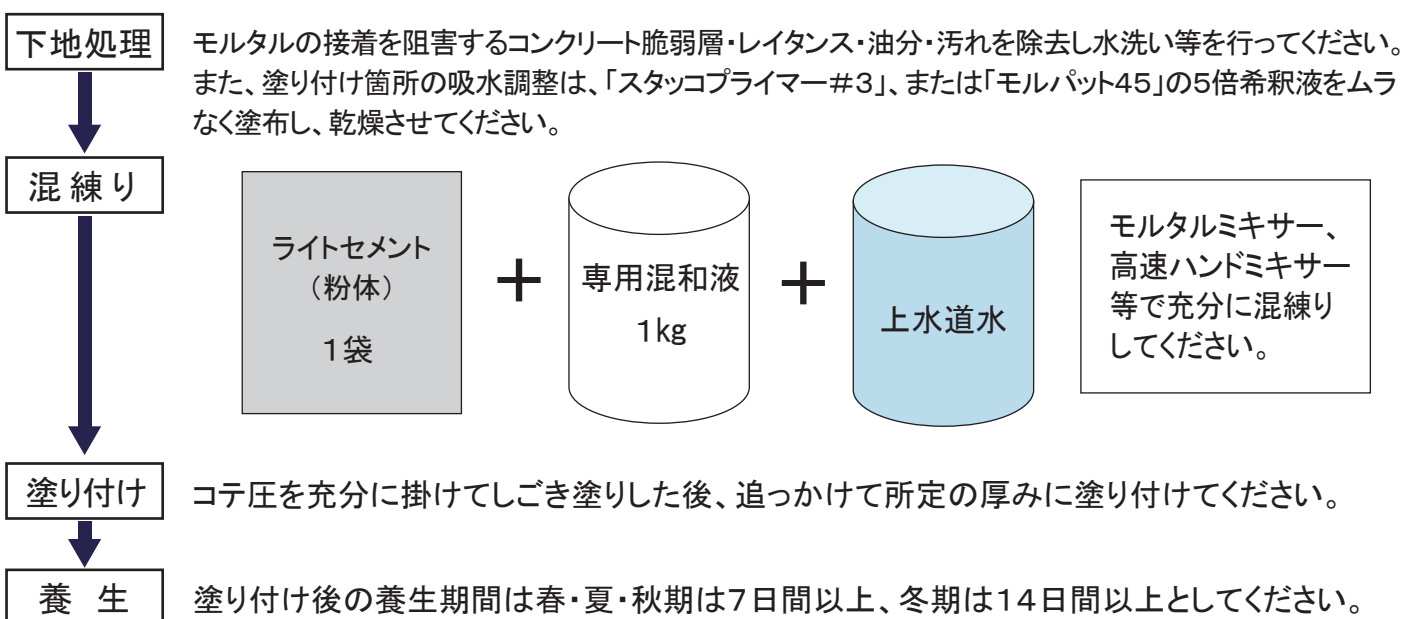 下地処理
モルタルの接着を阻害するコンクリート脆弱層・レイタンス・油分・汚れを除去し水洗い等を行ってください。
また、塗り付け箇所の吸水調整は、「スタッコプライマー＃3」、または「モルパット45」の5倍希釈液をムラ
なく塗布し、乾燥させてください。
混 練 り
ライトセメント
（粉体）
1袋
＋
専用混和液
1kg
＋
上水道水
モルタルミキサー、
高速ハンドミキサー
等で充分に混練り
してください。
塗り付け
コテ圧を充分に掛けてしごき塗りした後、追っかけて所定の厚みに塗り付けてください。
養 生
塗り付け後の養生期間は春・夏・秋期は7日間以上、冬期は14日間以上としてください。